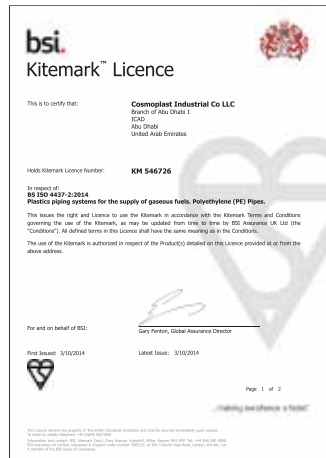 bsi.
Kitemark™ Licence
This is to certify that:
Cosmoplast Industrial Co LLC
Branch of Abu Dhabi 1
ICAD
Abu Dhabi
United Arab Emirates
Holds Kitemark Licence Number:
KM 546726
In respect of:
BS ISO 4437-2:2014
Plastics piping systems for the supply of gaseous fuels. Polyethylene (PE) Pipes.
This issues the right and Licence to use the Kitemark in accordance with the Kitemark Terms and Conditions
governing the use of the Kitemark, as may be updated from time to time by BSI Assurance UK Ltd (the
"Conditions"). All defined terms in this Licence shall have the same meaning as in the Conditions.
The use of the Kitemark is authorized in respect of the Product(s) detailed on this Licence provided at or from the
above address.
For and on behalf of BSI:
Gary Fenton, Global Assurance Director
First Issued: 3/10/2014
Latest Issue: 3/10/2014
Page 1 of 2
...making excellence a habit.™